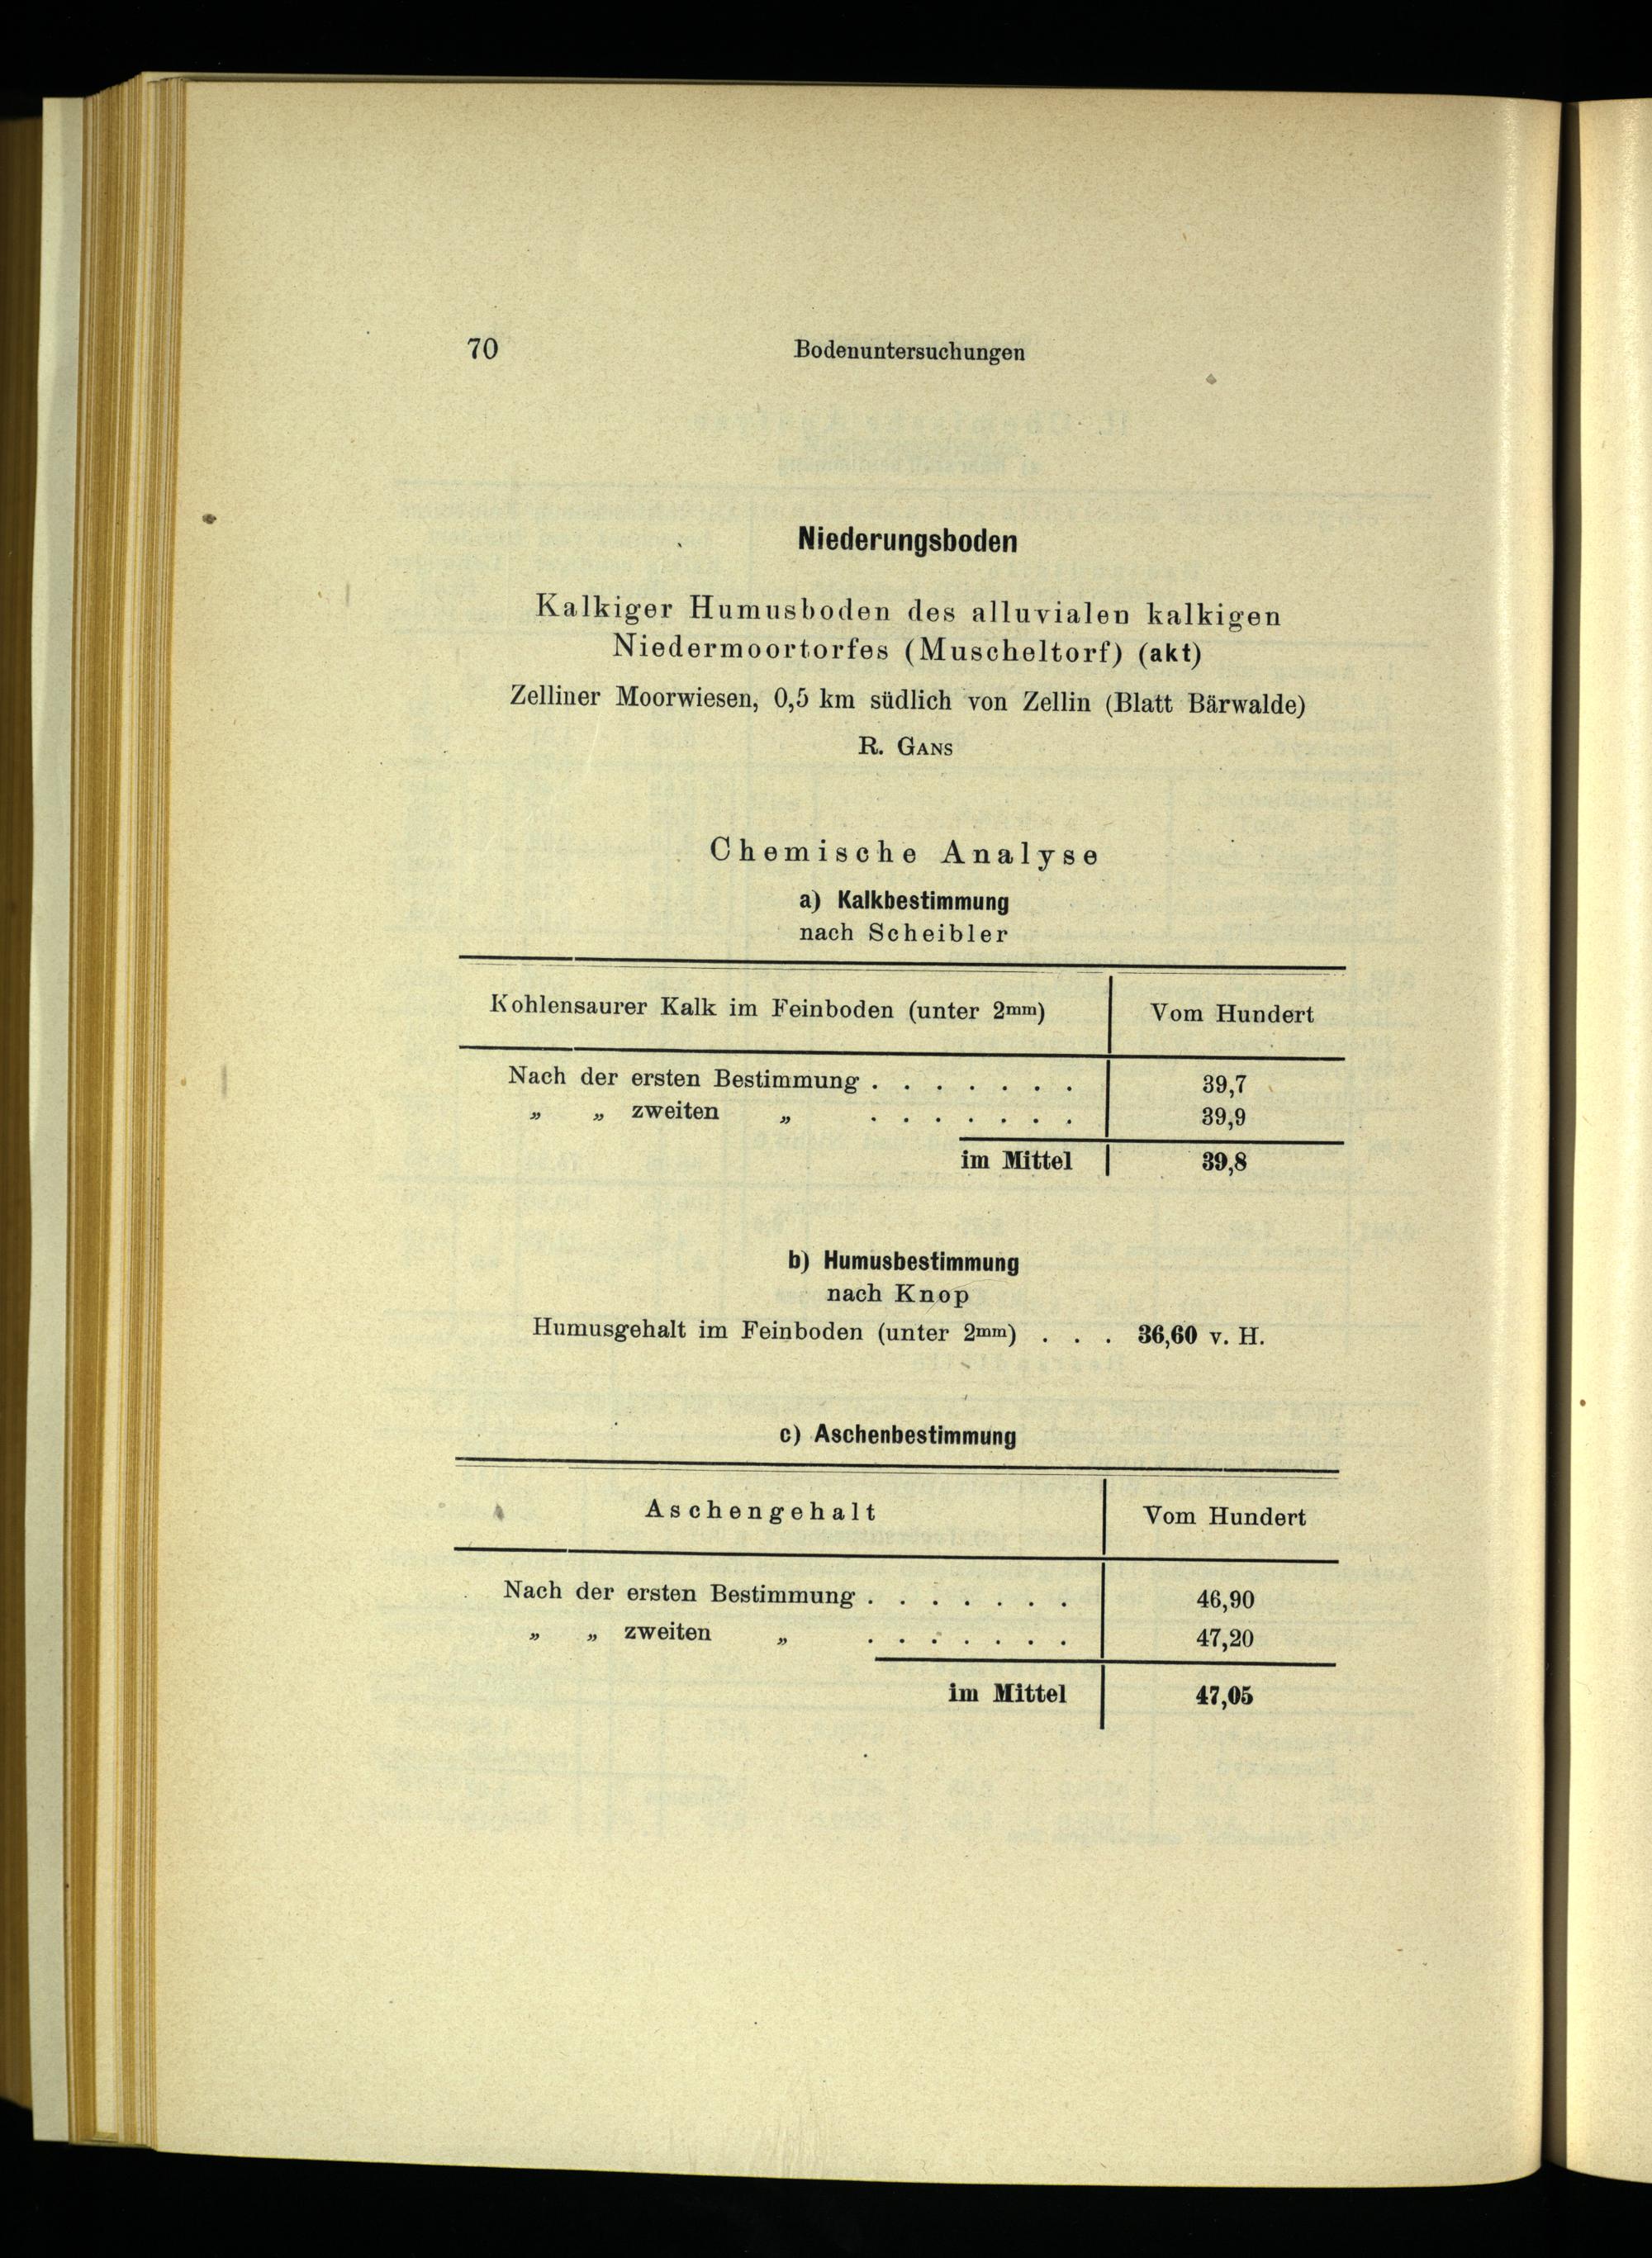 70 Bodenuntersuchungen
Niederungsboden
Kalkiger Humusboden des alluvialen kalkigen
Niedermoortorfes (Muscheltorf) (akt)
Zelliner Moorwiesen, 0,5 km südlich von Zellin (Blatt Bärwalde)
R. GANS
Chemische Analyse
a) Kalkbestimmung
nach Scheibler
Kohlensaurer Kalk im Feinboden (unter 2mm) Vom Hundert
Nach der ersten Bestimmung . . . . . . . 39,7
„ „ zweiten „ . . . . . . . 39,9
im Mittel 39,8
b) Humusbestimmung
nach Knop
Humusgehalt im Feinboden (unter 2mm) . . . 36,60 v. H.
c) Aschenbestimmung
Aschengehalt Vom Hundert
Nach der ersten Bestimmung . . . . . . . 46,90
„ „ zweiten „ . . . . . . . 47,20
im Mittel 47,05